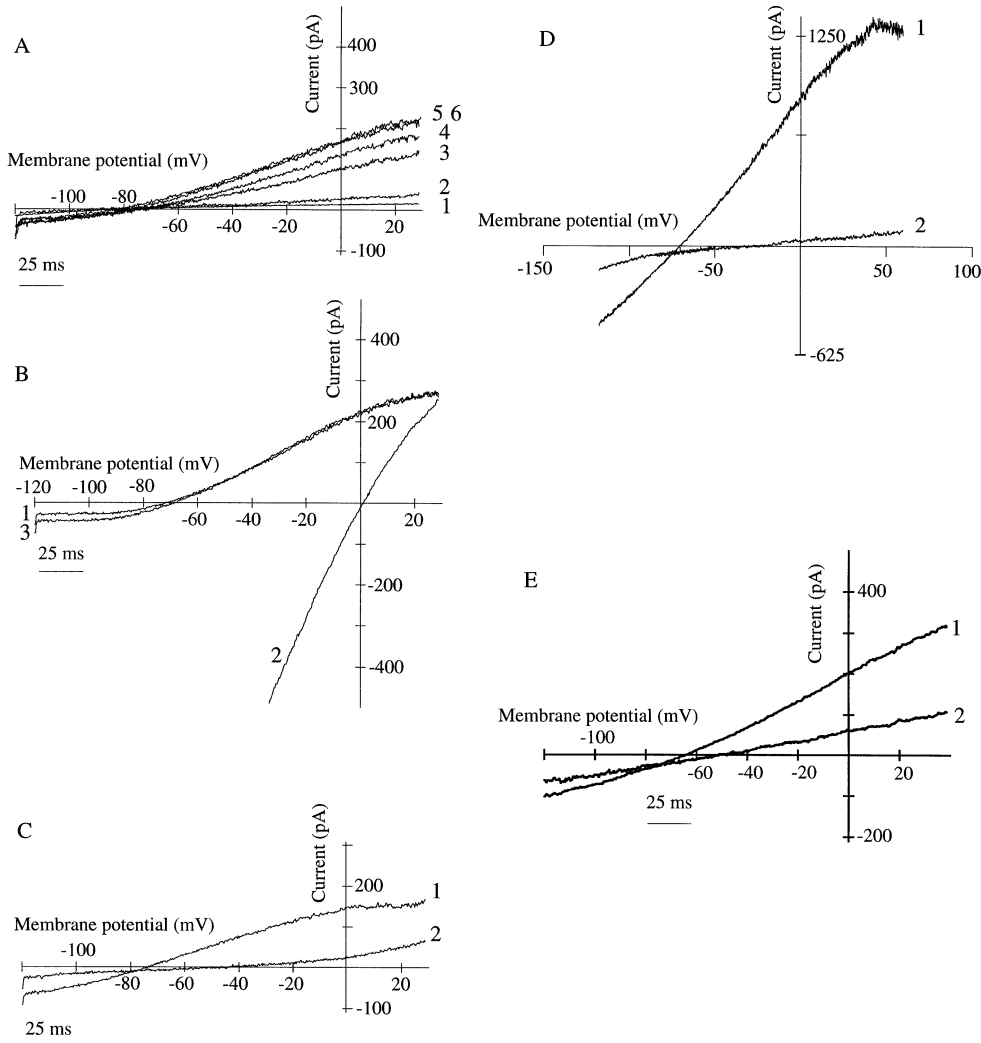 A
Current (pA)
400
300
5 6
4
3
2
1
Membrane potential (mV)
-100
-80
-60
-40
-20
20
-100
25 ms
B
Current (pA)
400
200
Membrane potential (mV)
-120
-100
-80
1
3
-60
-40
-20
20
25 ms
-200
2
-400
C
Current (pA)
200
1
Membrane potential (mV)
-100
2
-80
-60
-40
-20
20
-100
25 ms
D
Current (pA)
1250
1
Membrane potential (mV)
2
-150
-50
50
100
-625
E
Current (pA)
400
1
Membrane potential (mV)
-100
2
-60
-40
-20
20
25 ms
-200